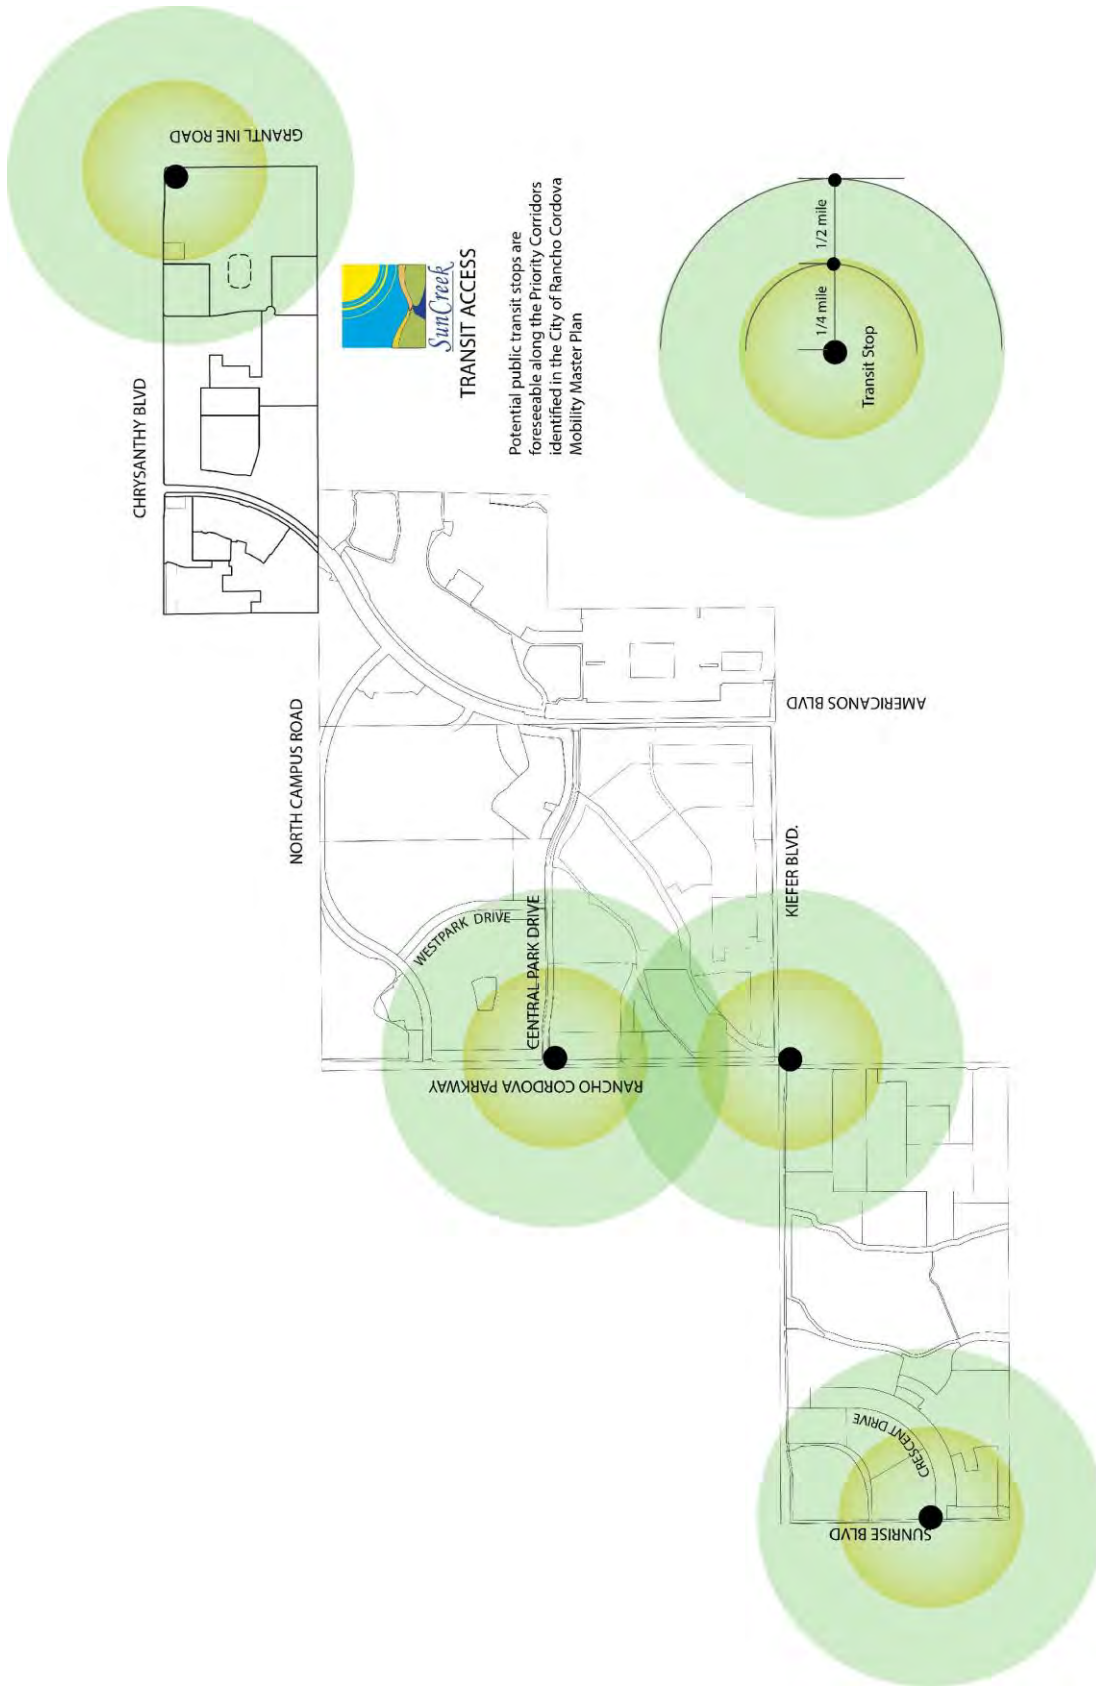 GRANTLINE ROAD
CHRYSANTHY BLVD
SunCreek
TRANSIT ACCESS
Potential public transit stops are
foreseeable along the Priority Corridors
identified in the City of Rancho Cordova
Mobility Master Plan
1/2 mile
1/4 mile
Transit Stop
NORTH CAMPUS ROAD
AMERICANOS BLVD
WESTPARK DRIVE
CENTRAL PARK DRIVE
KIEFER BLVD.
RANCHO CORDOVA PARKWAY
CRESCENT DRIVE
SUNRISE BLVD